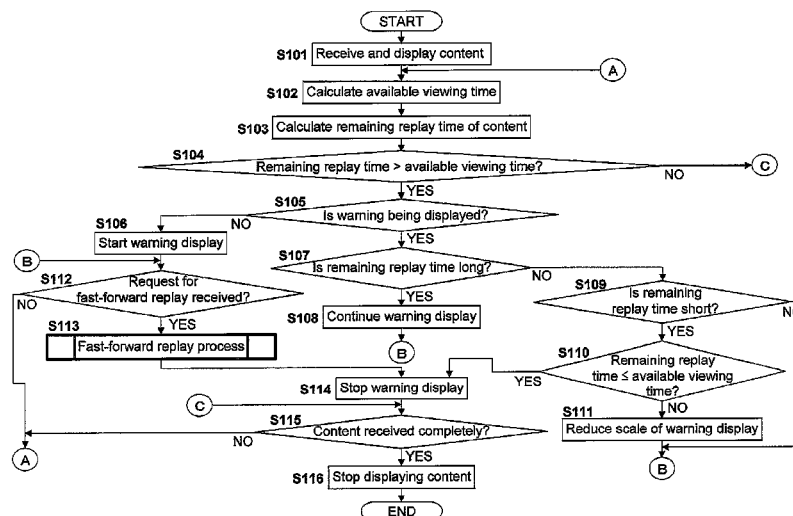 START
S101 Receive and display content
A
S102 Calculate available viewing time
S103 Calculate remaining replay time of content
S104
Remaining replay time > available viewing time?
NO
C
YES
S105
Is warning being displayed?
NO
YES
S106
Start warning display
B
S107
Is remaining replay time long?
NO
YES
S112
Request for
fast-forward replay received?
NO
YES
S108 Continue warning display
B
S109
Is remaining
replay time short?
YES
S113
Fast-forward replay process
S110
Remaining replay
time ≤ available viewing
time?
YES
NO
S114 Stop warning display
C
S111
Reduce scale of warning display
B
S115
Content received completely?
NO
YES
A
S116 Stop displaying content
END